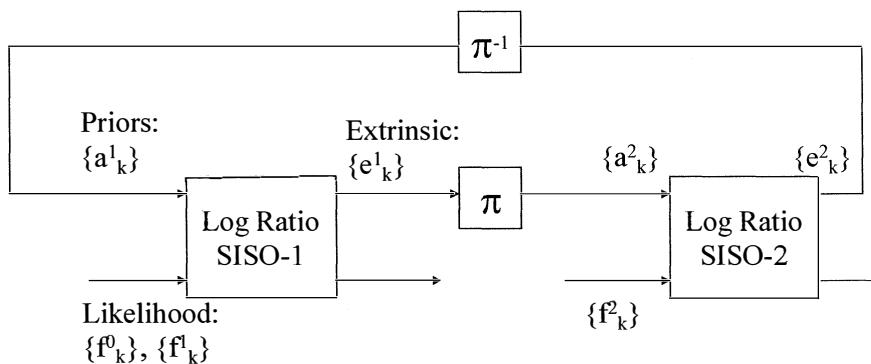 π⁻¹
Priors:
{a¹ₖ}
Extrinsic:
{e¹ₖ}
π
{a²ₖ}
{e²ₖ}
Log Ratio
SISO-1
Log Ratio
SISO-2
Likelihood:
{f⁰ₖ}, {f¹ₖ}
{f²ₖ}